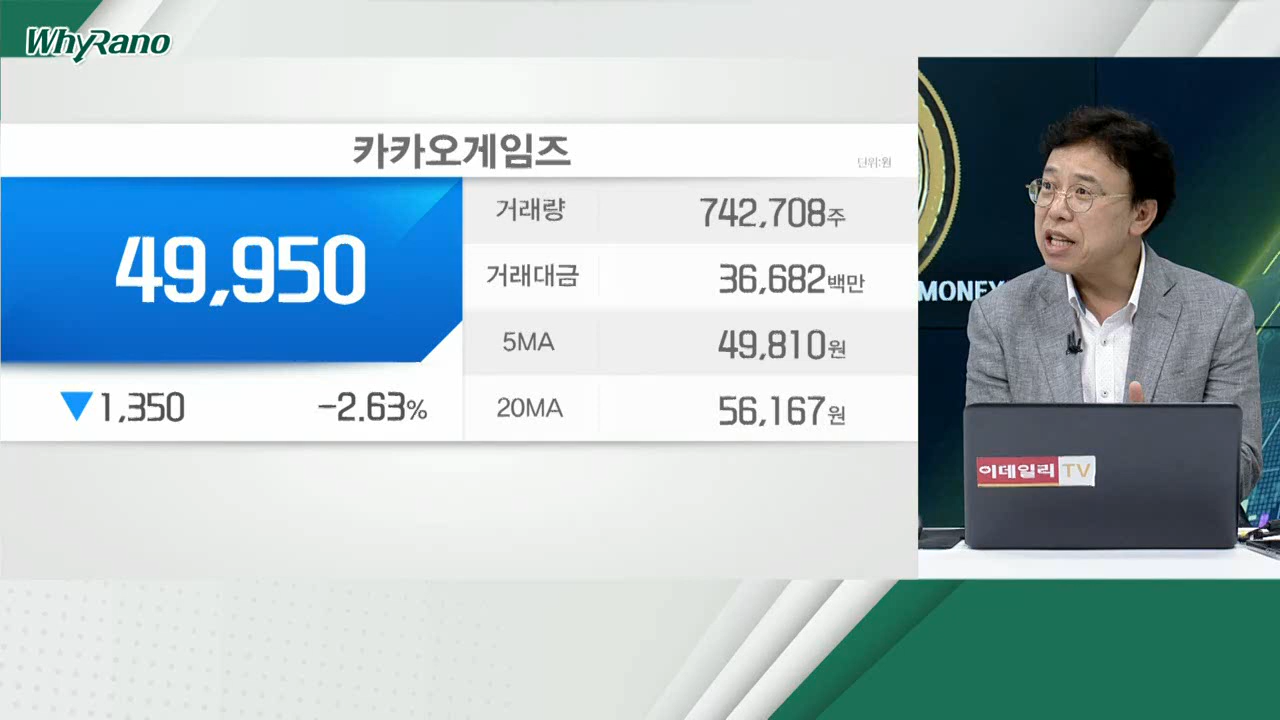 WhyRano
카카오게임즈
단위:원
49,950
▼1,350 -2.63%
거래량 742,708주
거래대금 36,682백만
5MA 49,810원
20MA 56,167원
MONEY
이데일리 TV